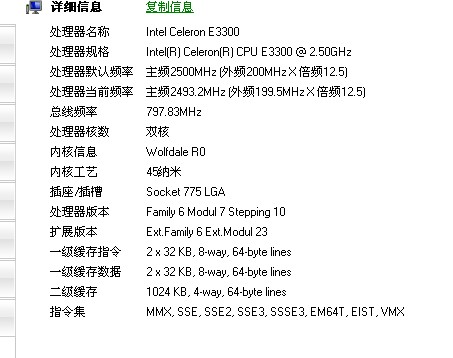 详细信息 复制信息
处理器名称 Intel Celeron E3300
处理器规格 Intel(R) Celeron(R) CPU E3300 @ 2.50GHz
处理器默认频率 主频2500MHz (外频200MHz×倍频12.5)
处理器当前频率 主频2493.2MHz (外频199.5MHz×倍频12.5)
总线频率 797.83MHz
处理器核数 双核
内核信息 Wolfdale R0
内核工艺 45纳米
插座/插槽 Socket 775 LGA
处理器版本 Family 6 Modul 7 Stepping 10
扩展版本 Ext.Family 6 Ext.Modul 23
一级缓存指令 2 x 32 KB, 8-way, 64-byte lines
一级缓存数据 2 x 32 KB, 8-way, 64-byte lines
二级缓存 1024 KB, 4-way, 64-byte lines
指令集 MMX, SSE, SSE2, SSE3, SSSE3, EM64T, EIST, VMX